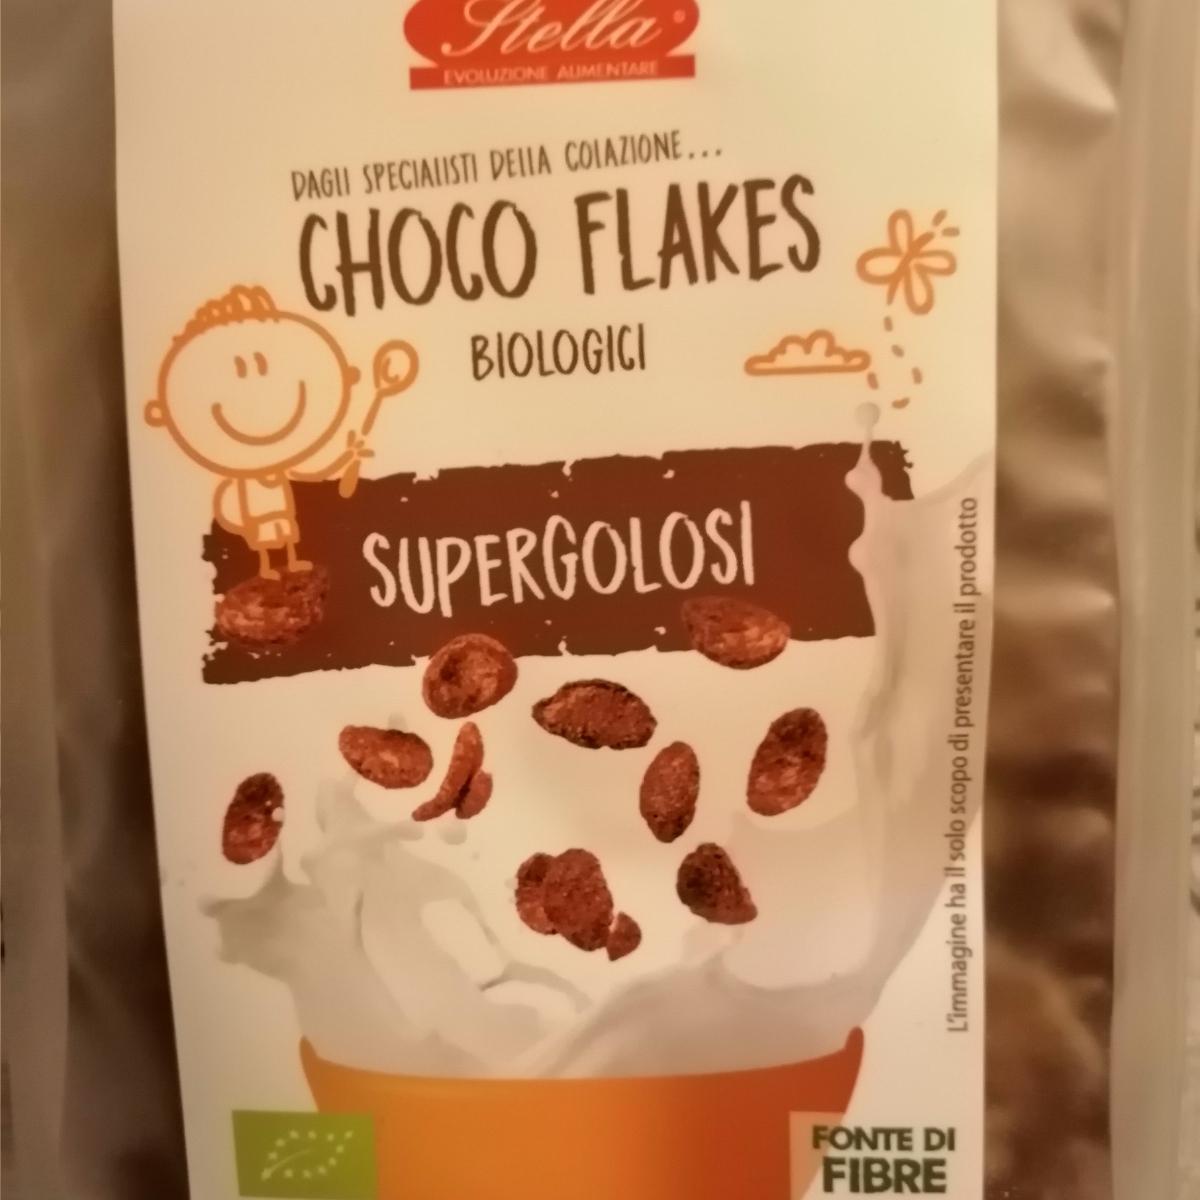 Stella
EVOLUZIONE ALIMENTARE
DAGLI SPECIALISTI DELLA COLAZIONE...
CHOCO FLAKES
BIOLOGICI
SUPERGOLOSI
L'immagine ha il solo scopo di presentare il prodotto
FONTE DI
FIBRE